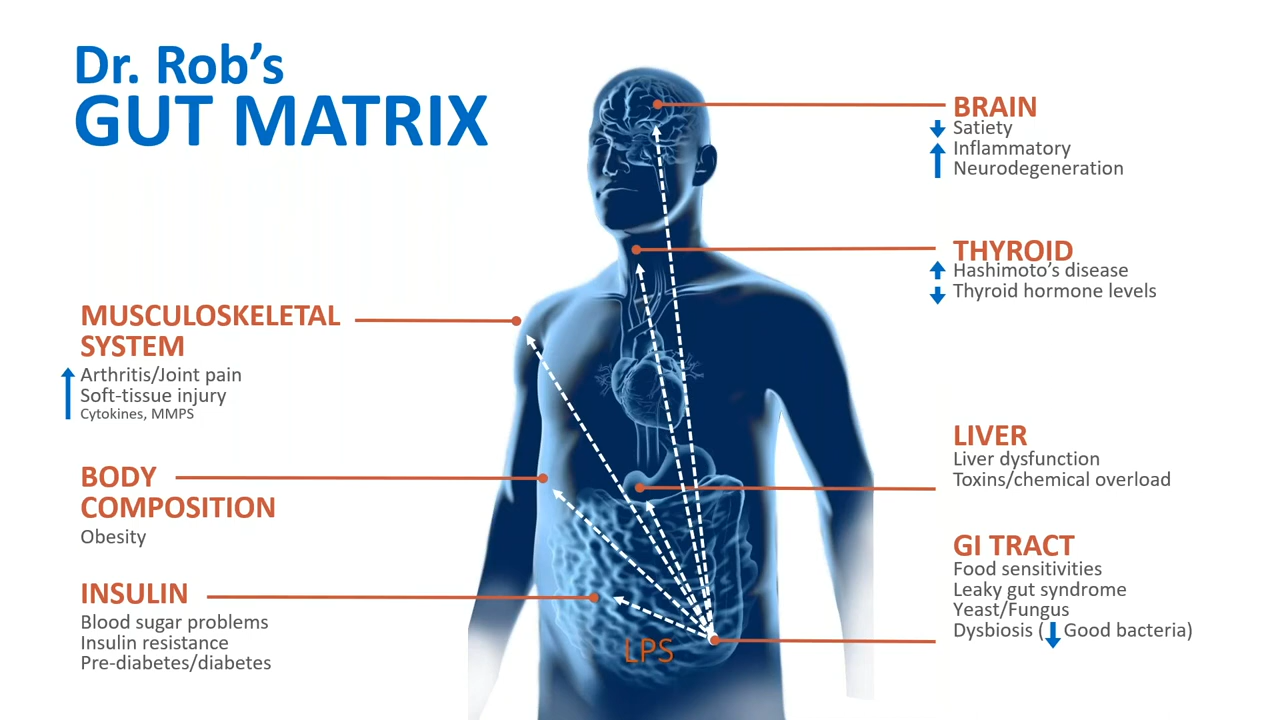 Dr. Rob’s
GUT MATRIX
MUSCULOSKELETAL
SYSTEM
Arthritis/Joint pain
Soft-tissue injury
Cytokines, MMPS
BODY
COMPOSITION
Obesity
INSULIN
Blood sugar problems
Insulin resistance
Pre-diabetes/diabetes
LPS
BRAIN
Satiety
Inflammatory
Neurodegeneration
THYROID
Hashimoto’s disease
Thyroid hormone levels
LIVER
Liver dysfunction
Toxins/chemical overload
GI TRACT
Food sensitivities
Leaky gut syndrome
Yeast/Fungus
Dysbiosis (⬇ Good bacteria)